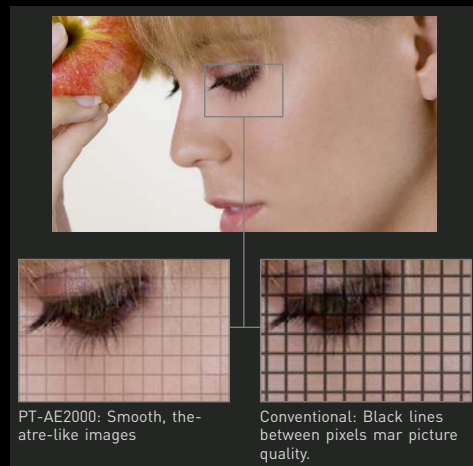 PT-AE2000: Smooth, the-
atre-like images
Conventional: Black lines
between pixels mar picture
quality.